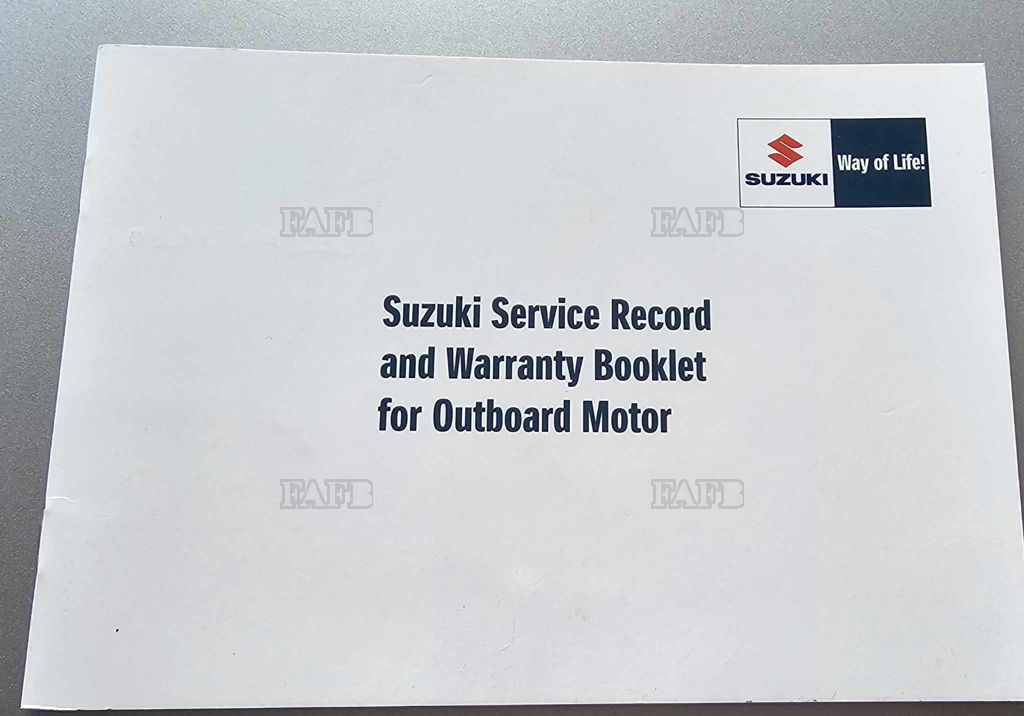 SUZUKI
Way of Life!
FAFB FAFB
Suzuki Service Record
and Warranty Booklet
for Outboard Motor
FAFB FAFB